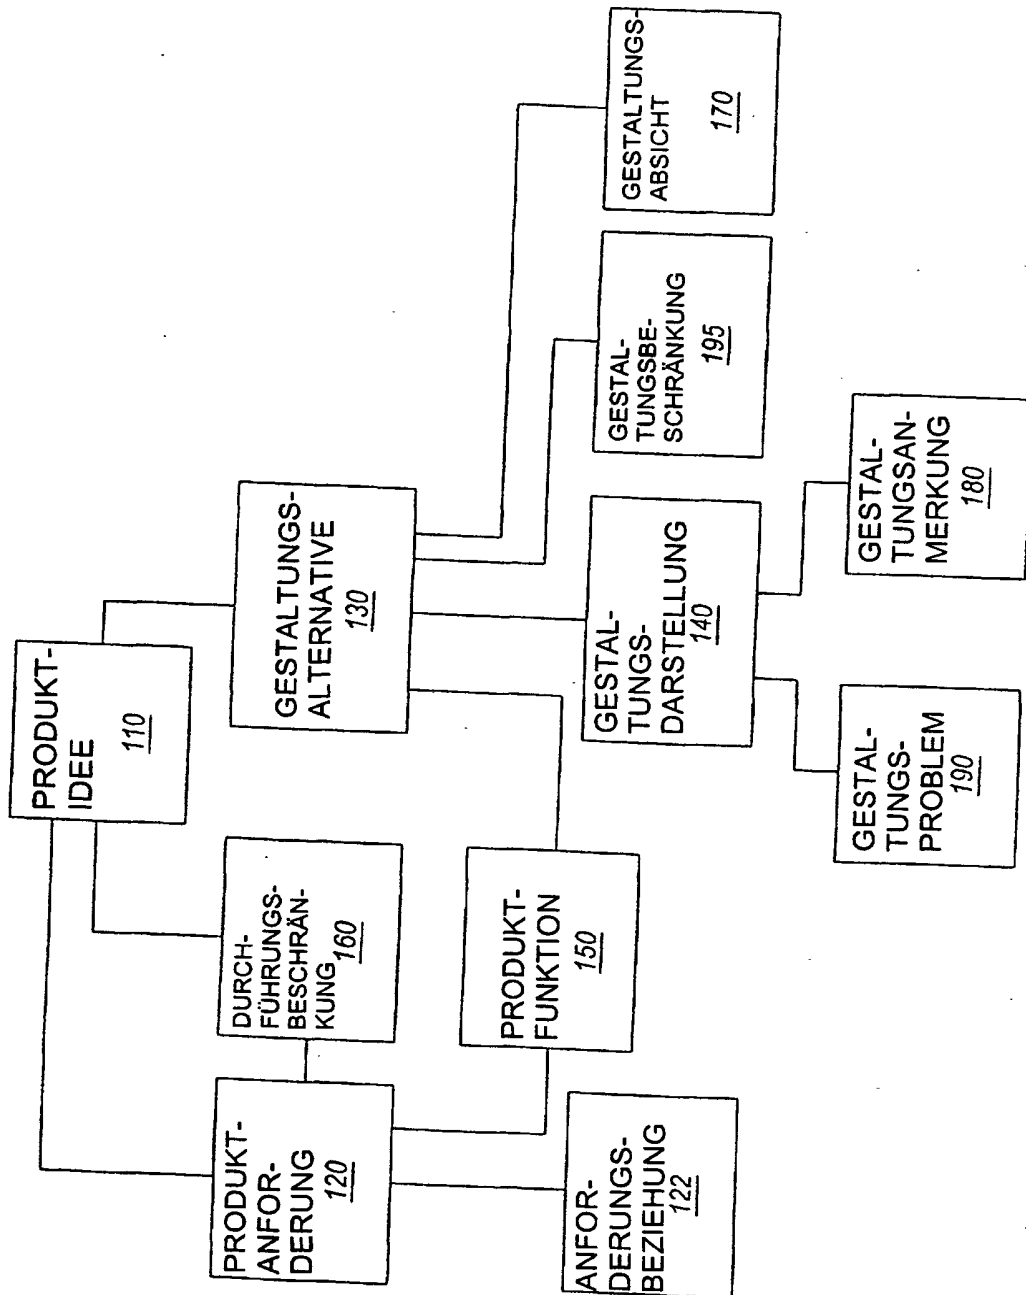 PRODUKT-
IDEE
110
PRODUKT-
ANFOR-
DERUNG
120
DURCH-
FÜHRUNGS-
BESCHRÄN-
KUNG 160
GESTALTUNGS-
ALTERNATIVE
130
ANFOR-
DERUNGS-
BEZIEHUNG
122
PRODUKT-
FUNKTION
150
GESTAL-
TUNGS-
DARSTELLUNG
140
GESTAL-
TUNGSBE-
SCHRÄNKUNG
195
GESTALTUNGS-
ABSICHT
170
GESTAL-
TUNGS-
PROBLEM
190
GESTAL-
TUNGSAN-
MERKUNG
180